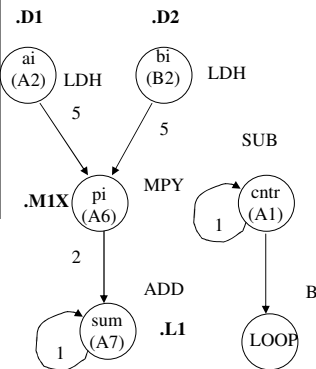 .D1
.D2
ai
(A2)
LDH
bi
(B2)
LDH
5
5
SUB
.M1X
pi
(A6)
MPY
cntr
(A1)
1
2
ADD
B
sum
(A7)
.L1
LOOP
1